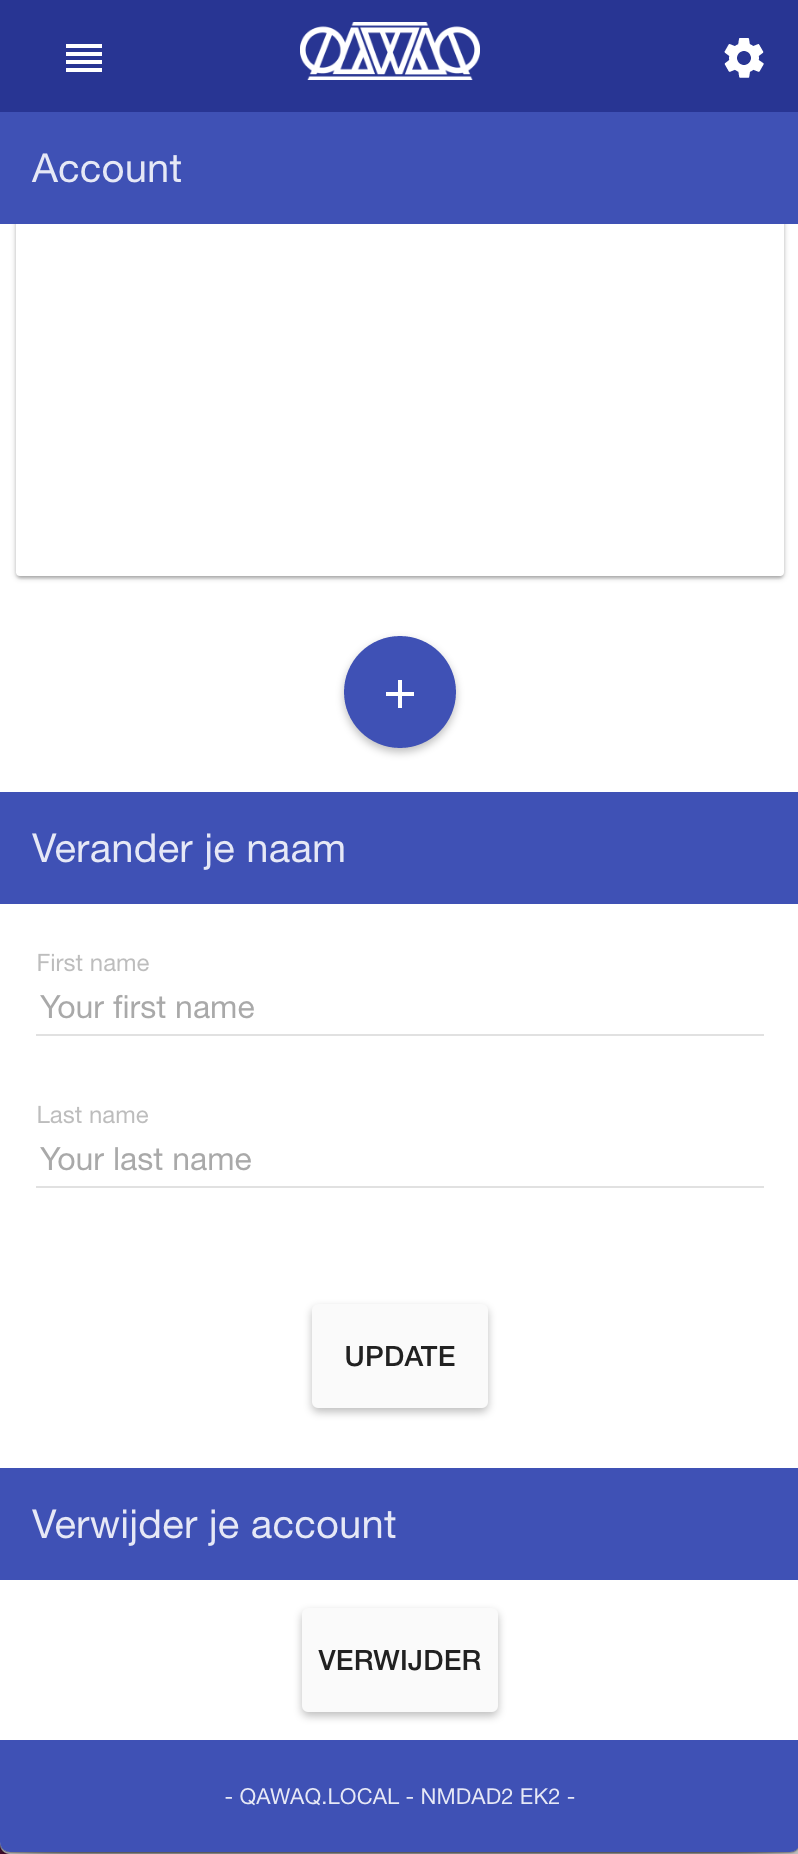 QAWAQ
Account
Verander je naam
First name
Your first name
Last name
Your last name
UPDATE
Verwijder je account
VERWIJDER
- QAWAQ.LOCAL - NMDAD2 EK2 -